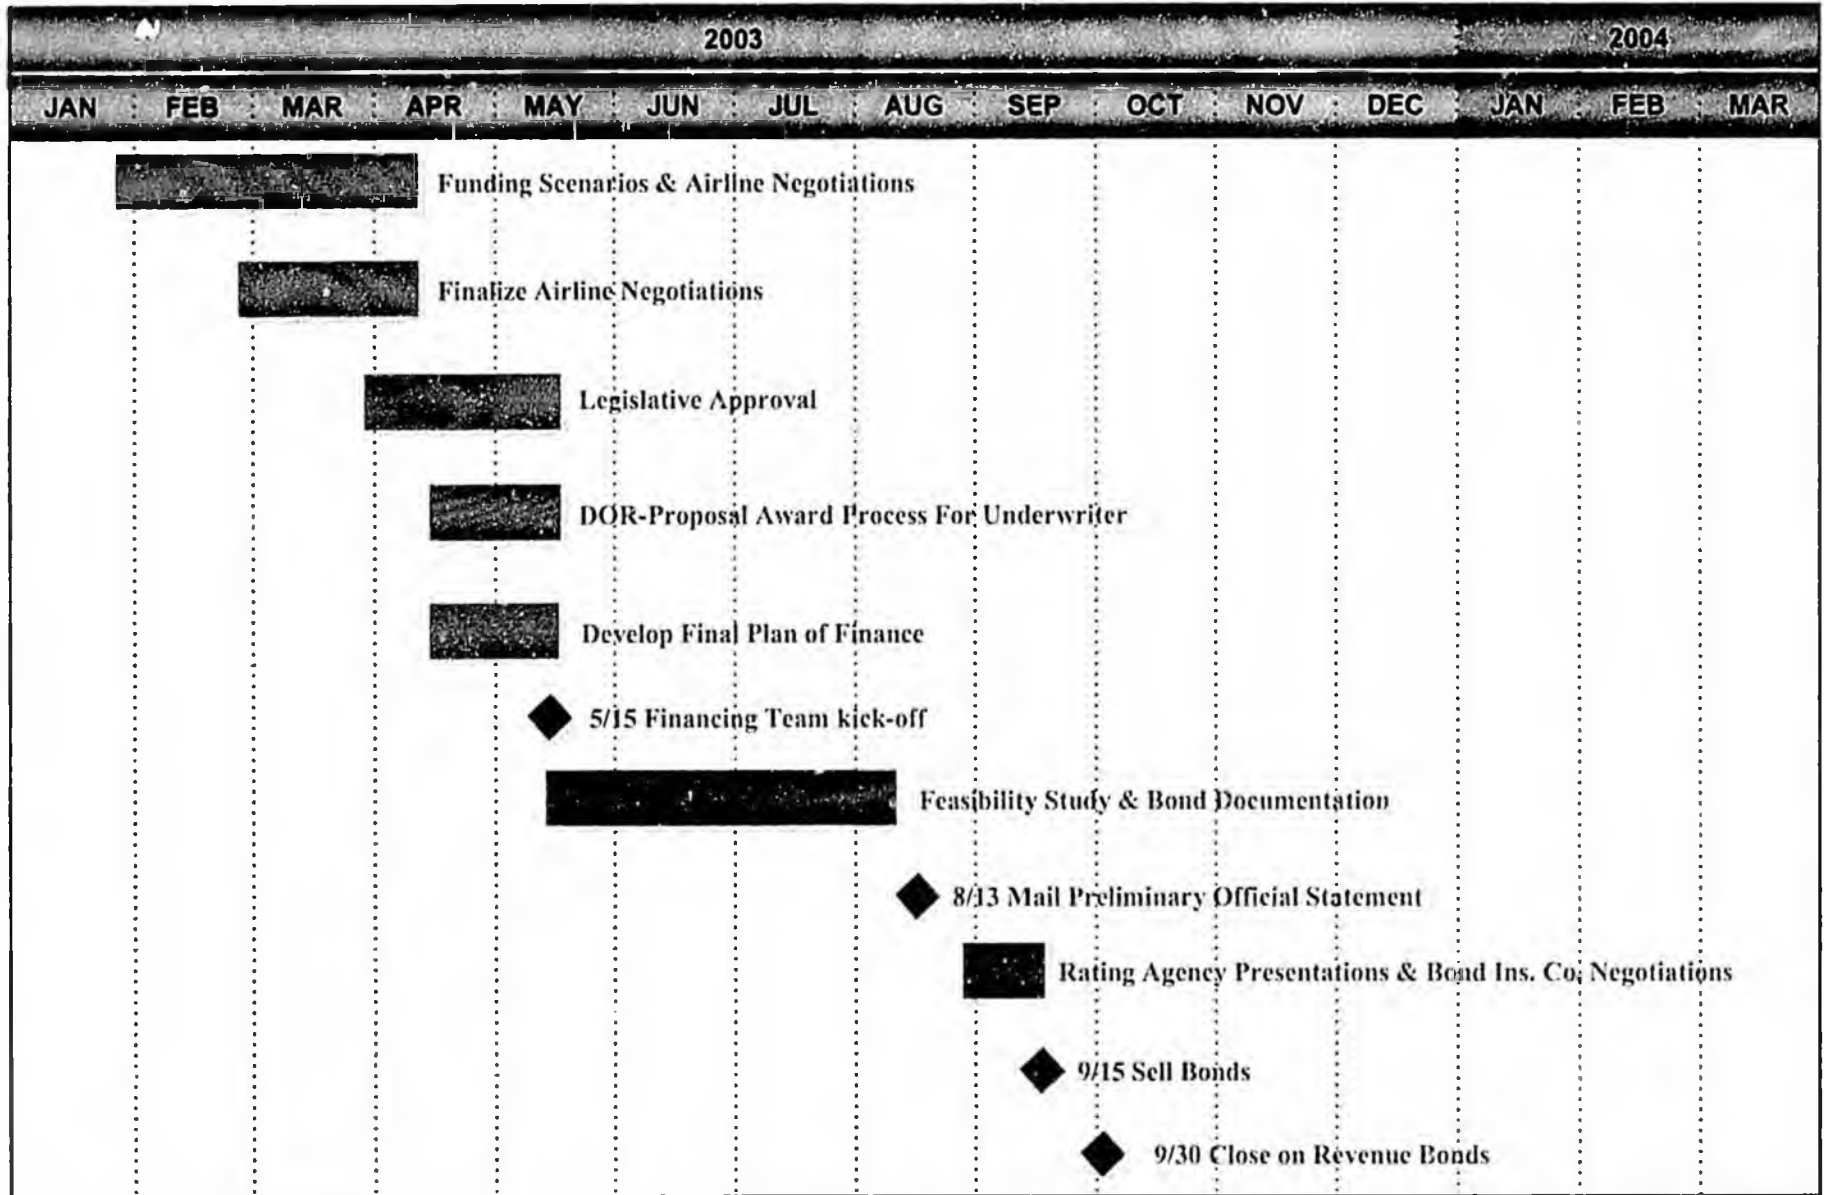 2003 2004
JAN FEB MAR APR MAY JUN JUL AUG SEP OCT NOV DEC JAN FEB MAR
Funding Scenarios & Airline Negotiations
Finalize Airline Negotiations
Legislative Approval
DOR-Proposal Award Process For Underwriter
Develop Final Plan of Finance
5/15 Financing Team kick-off
Feasibility Study & Bond Documentation
8/13 Mail Preliminary Official Statement
Rating Agency Presentations & Bond Ins. Co. Negotiations
9/15 Sell Bonds
9/30 Close on Revenue Bonds